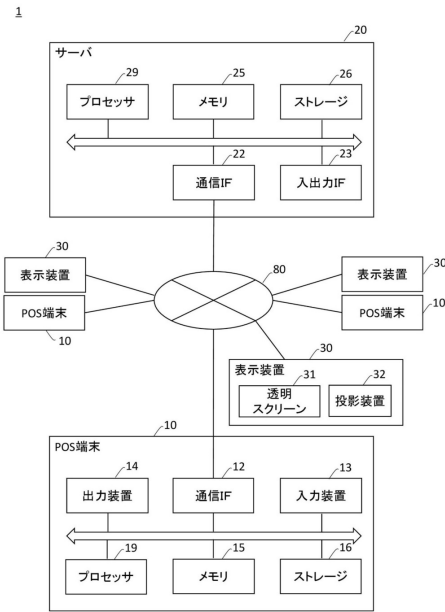 1
20
サーバ
29
25
26
プロセッサ
メモリ
ストレージ
22
23
通信IF
入出力IF
30
80
30
表示装置
表示装置
POS端末
POS端末
10
10
30
表示装置
31
32
透明
スクリーン
投影装置
10
POS端末
14
12
13
出力装置
通信IF
入力装置
19
15
16
プロセッサ
メモリ
ストレージ